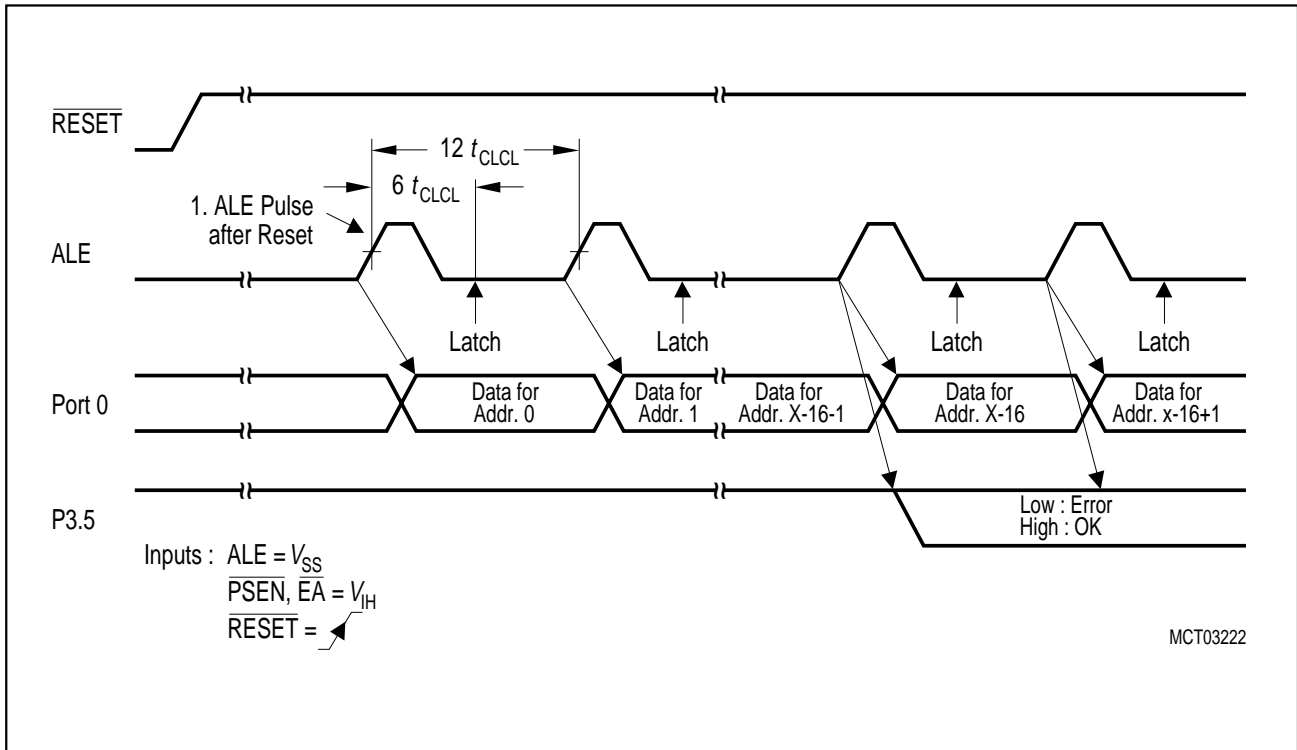 RESET
12 tCLCL
6 tCLCL
1. ALE Pulse
after Reset
ALE
Latch
Latch
Latch
Latch
Port 0
Data for
Addr. 0
Data for
Addr. 1
Data for
Addr. X-16-1
Data for
Addr. X-16
Data for
Addr. x-16+1
P3.5
Low : Error
High : OK
Inputs : ALE = VSS
PSEN, EA = VIH
RESET =
MCT03222